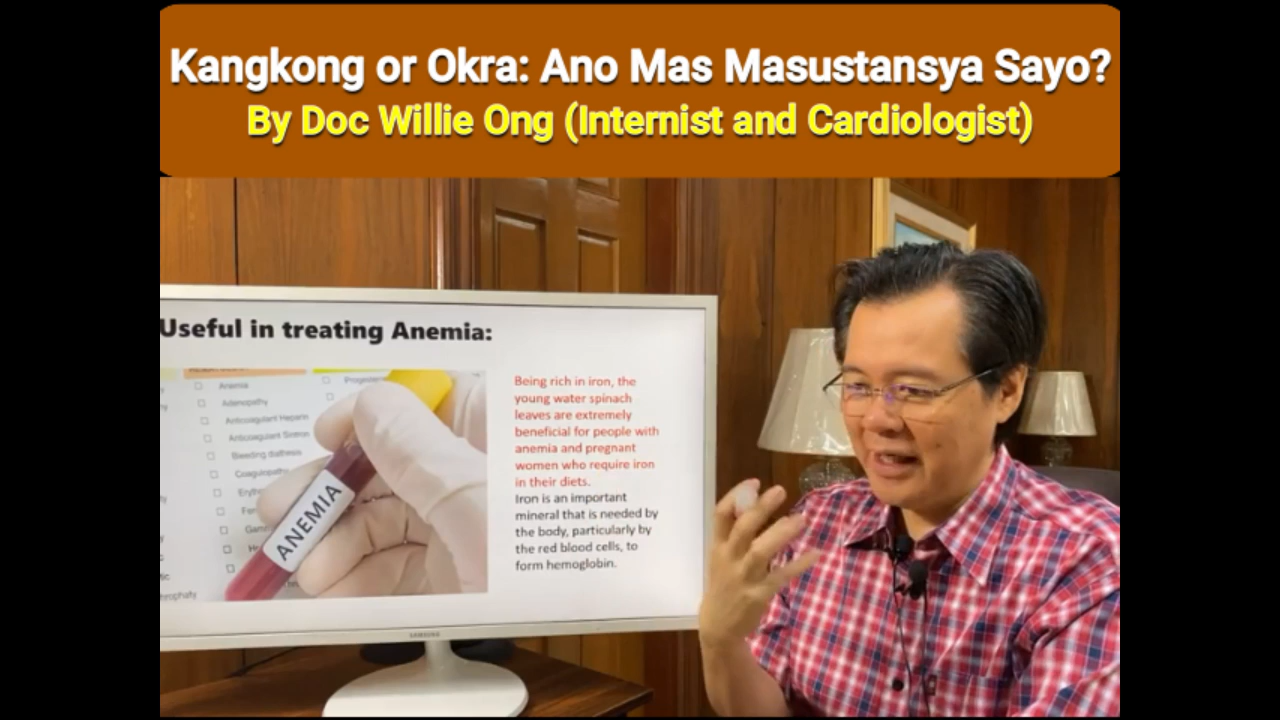 Kangkong or Okra: Ano Mas Masustansya Sayo?
By Doc Willie Ong (Internist and Cardiologist)
Useful in treating Anemia:
Anemia
Adenopathy
Anticoagulant Heparin
Anticoagulant Sintron
Bleeding diathesis
Coagulopathy
ANEMIA
Being rich in iron, the
young water spinach
leaves are extremely
beneficial for people with
anemia and pregnant
women who require iron
in their diets.
Iron is an important
mineral that is needed by
the body, particularly by
the red blood cells, to
form hemoglobin.
SAMSUNG